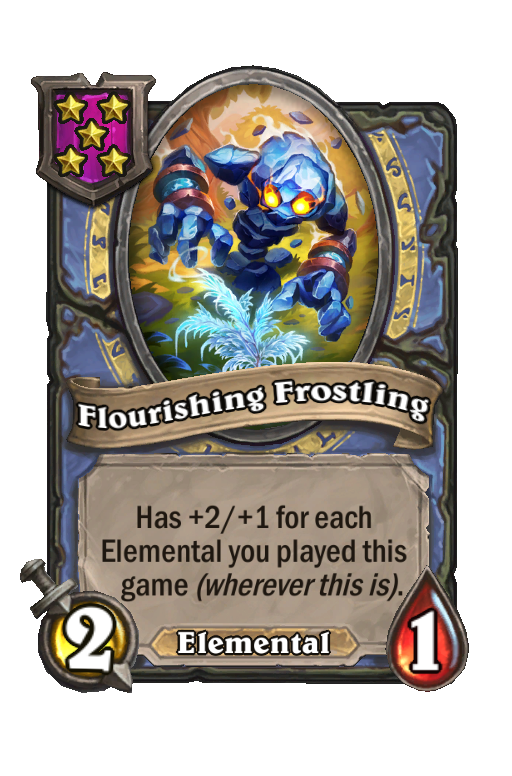 Flourishing Frostling
Has +2/+1 for each
Elemental you played this
game (wherever this is).
2
Elemental
1